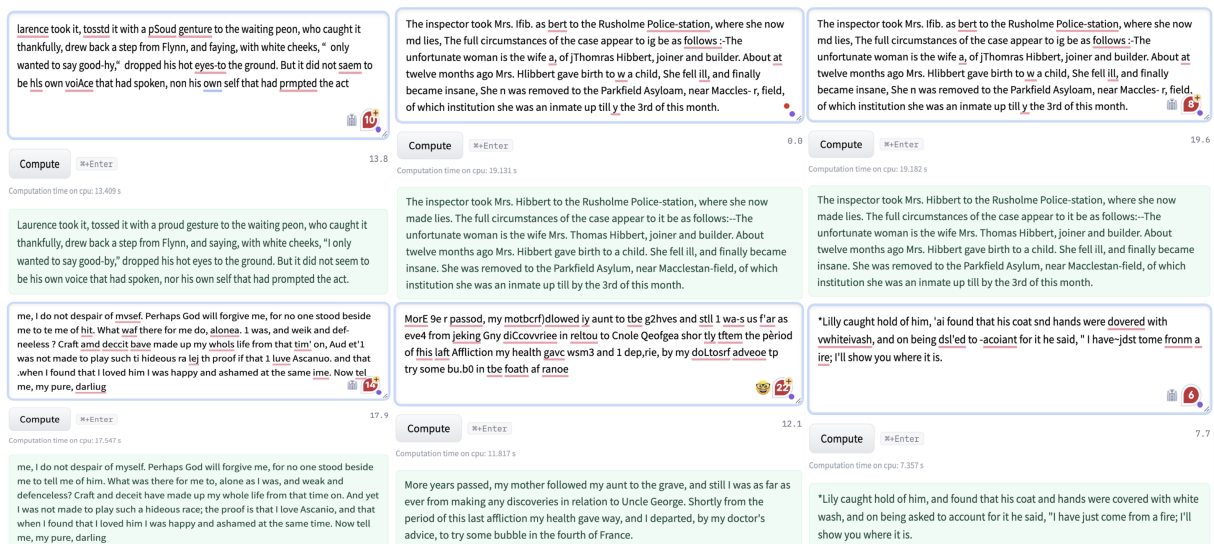 larence took it, tosstd it with a pSoud genture to the waiting peon, who caught it
thankfully, drew back a step from Flynn, and faying, with white cheeks, “ only
wanted to say good-hy,“ dropped his hot eyes-to the ground. But it did not saem to
be hls own voiAce that had spoken, non his own self that had prmpted the act
10
Compute
⌘+Enter
13.8
Computation time on cpu: 13.409 s
Laurence took it, tossed it with a proud gesture to the waiting peon, who caught it
thankfully, drew back a step from Flynn, and saying, with white cheeks, “I only
wanted to say good-by,” dropped his hot eyes to the ground. But it did not seem to
be his own voice that had spoken, nor his own self that had prompted the act.
The inspector took Mrs. Ifib. as bert to the Rusholme Police-station, where she now
md lies, The full circumstances of the case appear to ig be as follows :-The
unfortunate woman is the wife a, of jThomras Hibbert, joiner and builder. About at
twelve months ago Mrs. Hlibbert gave birth to w a child, She fell ill, and finally
became insane, She n was removed to the Parkfield Asyloam, near Maccles- r, field,
of which institution she was an inmate up till y the 3rd of this month.
Compute
⌘+Enter
0.0
Computation time on cpu: 19.131 s
The inspector took Mrs. Hibbert to the Rusholme Police-station, where she now
made lies. The full circumstances of the case appear to it be as follows:--The
unfortunate woman is the wife Mrs. Thomas Hibbert, joiner and builder. About
twelve months ago Mrs. Hibbert gave birth to a child. She fell ill, and finally became
insane. She was removed to the Parkfield Asylum, near Macclestan-field, of which
institution she was an inmate up till by the 3rd of this month.
The inspector took Mrs. Ifib. as bert to the Rusholme Police-station, where she now
md lies, The full circumstances of the case appear to ig be as follows :-The
unfortunate woman is the wife a, of jThomras Hibbert, joiner and builder. About at
twelve months ago Mrs. Hlibbert gave birth to w a child, She fell ill, and finally
became insane, She n was removed to the Parkfield Asyloam, near Maccles- r, field,
of which institution she was an inmate up till y the 3rd of this month.
8
Compute
⌘+Enter
19.6
Computation time on cpu: 19.182 s
The inspector took Mrs. Hibbert to the Rusholme Police-station, where she now
made lies. The full circumstances of the case appear to it be as follows:--The
unfortunate woman is the wife Mrs. Thomas Hibbert, joiner and builder. About
twelve months ago Mrs. Hibbert gave birth to a child. She fell ill, and finally became
insane. She was removed to the Parkfield Asylum, near Macclestan-field, of which
institution she was an inmate up till by the 3rd of this month.
me, I do not despair of mvsef. Perhaps God will forgive me, for no one stood beside
me to te me of hit. What waf there for me do, alonea. 1 was, and weik and def-
neeless ? Craft amd deccit bave made up my whols life from that tim' on. Aud et'1
was not made to play such ti hideous ra lej th proof if that 1 luve Ascanuo. and that
.when I found that I loved him I was happy and ashamed at the same ime. Now tel
me, my pure, darliug
14
Compute
⌘+Enter
17.9
Computation time on cpu: 17.547 s
me, I do not despair of myself. Perhaps God will forgive me, for no one stood beside
me to tell me of him. What was there for me to, alone as I was, and weak and
defenceless? Craft and deceit have made up my whole life from that time on. And yet
I was not made to play such a hideous race; the proof is that I love Ascanio, and that
when I found that I loved him I was happy and ashamed at the same time. Now tell
me, my pure, darling
MorE 9e r passod, my motbcrf)dlowed iy aunt to tbe g2hves and stll 1 wa-s us f'ar as
eve4 from jeking Gny diCcovvriee in reltou to Cnole Qeofgea shor ly tftam the pèriod
of fhis laft Affliction my health gavc wsm3 and 1 dep,rie, by my doLtosrf adveoe tp
try some bu.b0 in tbe foath af ranoe
22
Compute
⌘+Enter
12.1
Computation time on cpu: 11.817 s
More years passed, my mother followed my aunt to the grave, and still I was as far as
ever from making any discoveries in relation to Uncle George. Shortly from the
period of this last affliction my health gave way, and I departed, by my doctor's
advice, to try some bubble in the fourth of France.
*Lilly caught hold of him, 'ai found that his coat snd hands were dovered with
vwhiteivash, and on being dsl'ed to -acoiant for it he said, " I have~jdst tome fronm a
ire; I'll show you where it is.
6
Compute
⌘+Enter
7.7
Computation time on cpu: 7.357 s
*Lily caught hold of him, and found that his coat and hands were covered with white
wash, and on being asked to account for it he said, "I have just come from a fire; I'll
show you where it is.